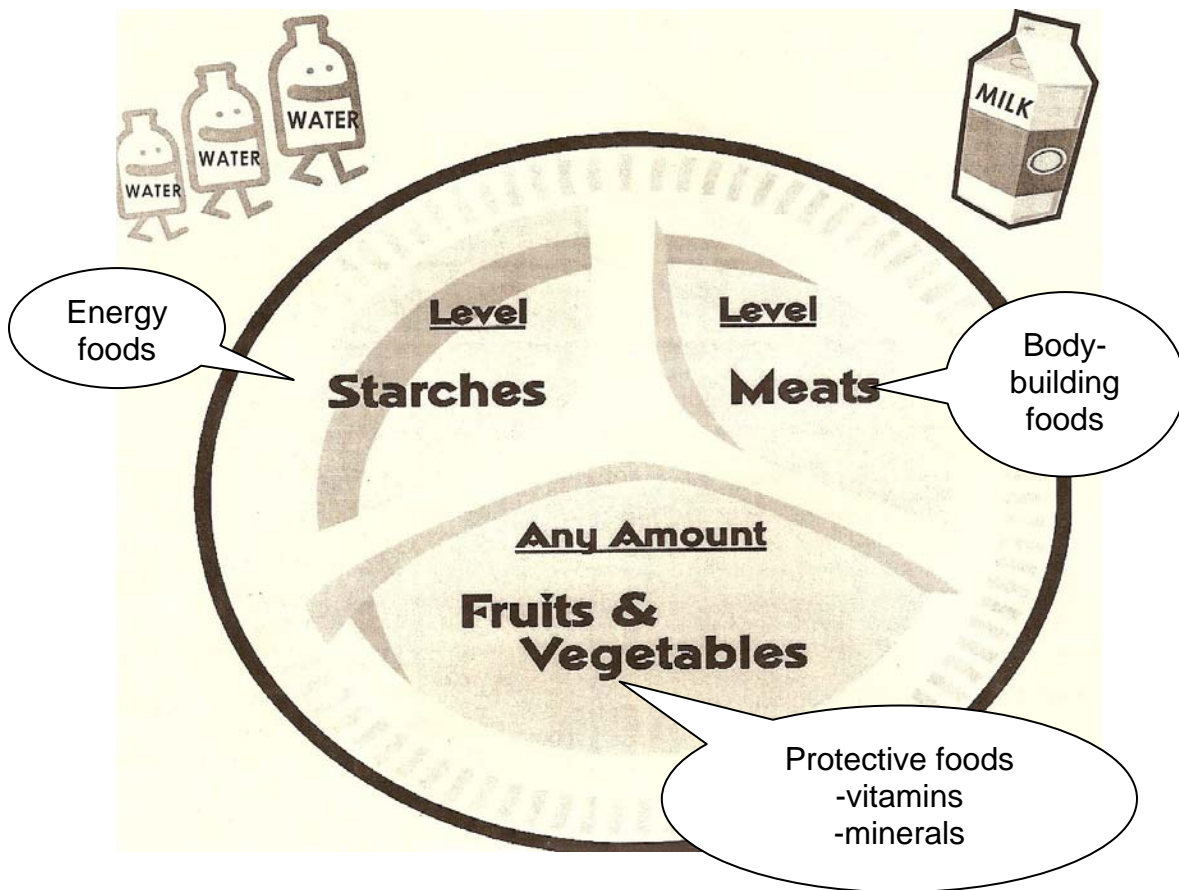 WATER
WATER
WATER
MILK
Energy
foods
Level
Starches
Level
Meats
Body-
building
foods
Any Amount
Fruits &
Vegetables
Protective foods
-vitamins
-minerals